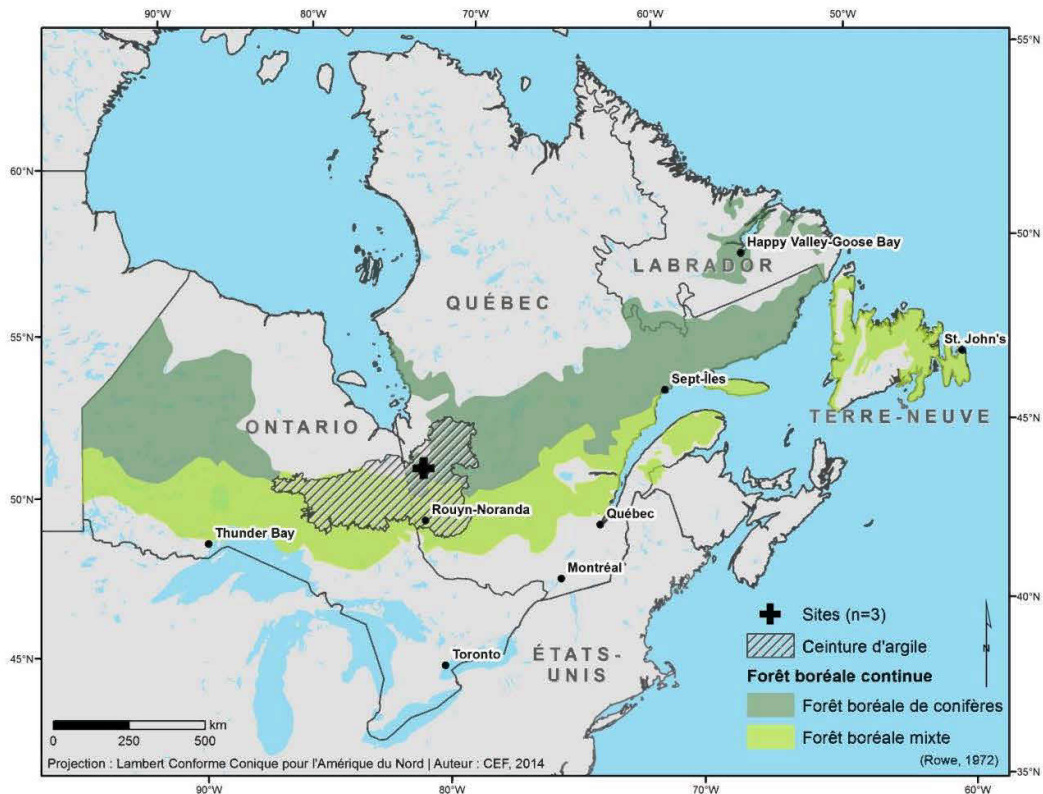 90°W 80°W 70°W 60°W
55°N
60°N
50°N
Happy Valley-Goose Bay
LABRADOR
QUÉBEC
55°N
St. John's
Sept-Îles
TERRE-NEUVE
45°N
ONTARIO
50°N
Rouyn-Noranda
Québec
Thunder Bay
Montréal
40°N
Sites (n=3)
Toronto
45°N
ÉTATS-
UNIS
Ceinture d'argile
N
Forêt boréale continue
Forêt boréale de conifères
km
0 250 500
Forêt boréale mixte
(Rowe, 1972)
Projection : Lambert Conforme Conique pour l'Amérique du Nord | Auteur : CEF, 2014
35°N
90°W 80°W 70°W 60°W